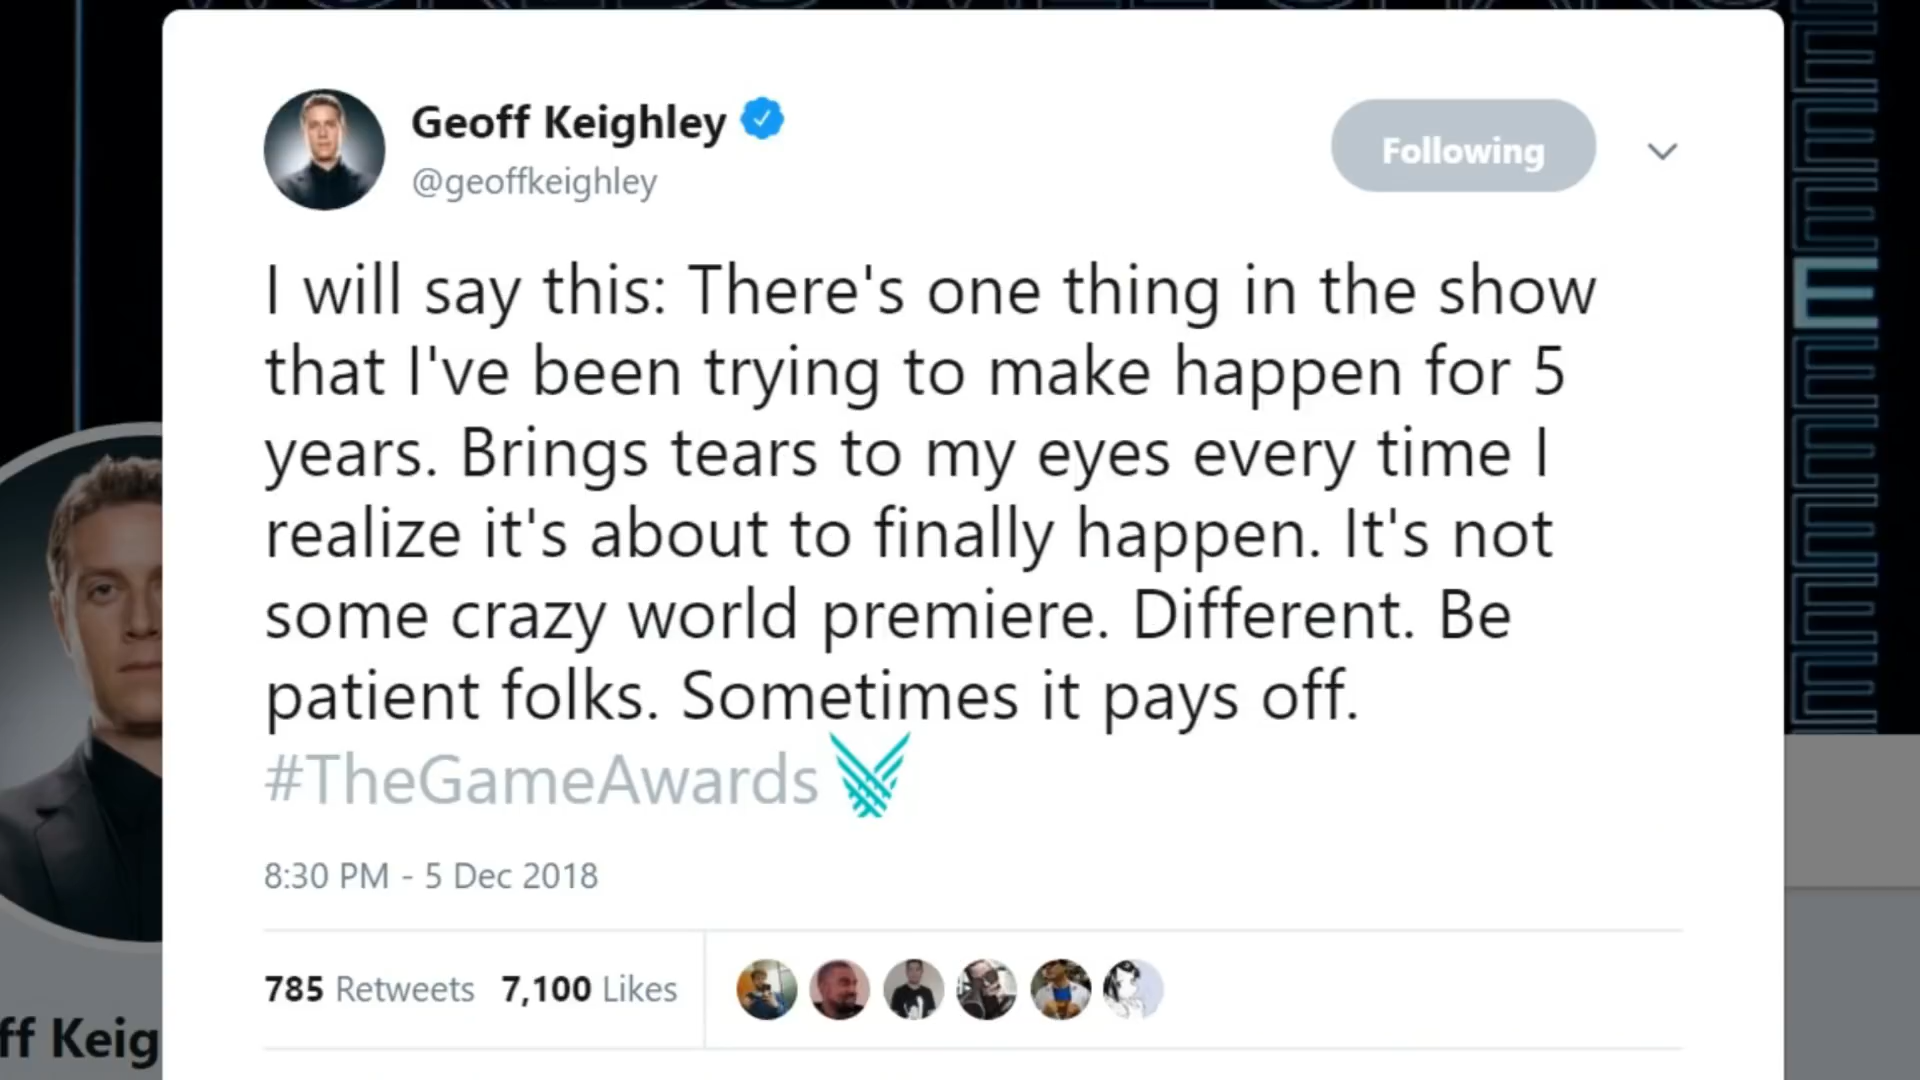 Geoff Keighley
@geoffkeighley
Following
I will say this: There's one thing in the show
that I've been trying to make happen for 5
years. Brings tears to my eyes every time I
realize it's about to finally happen. It's not
some crazy world premiere. Different. Be
patient folks. Sometimes it pays off.
#TheGameAwards
8:30 PM - 5 Dec 2018
785 Retweets 7,100 Likes
ff Keig